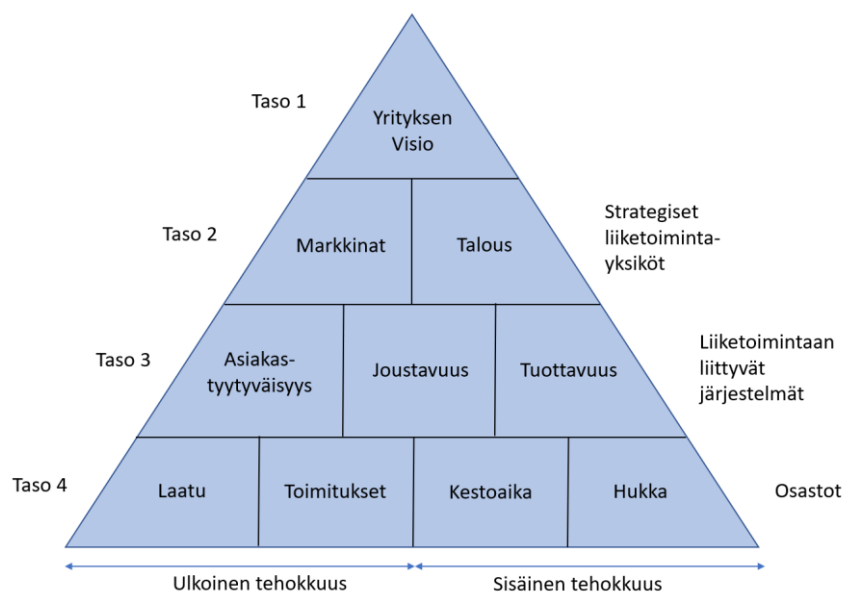 Taso 1
Yrityksen
Visio
Taso 2
Markkinat
Talous
Strategiset
liiketoiminta-
yksiköt
Taso 3
Asiakas-
tyytyväisyys
Joustavuus
Tuottavuus
Liiketoimintaan
liittyvät
järjestelmät
Taso 4
Laatu
Toimitukset
Kestoaika
Hukka
Osastot
Ulkoinen tehokkuus
Sisäinen tehokkuus